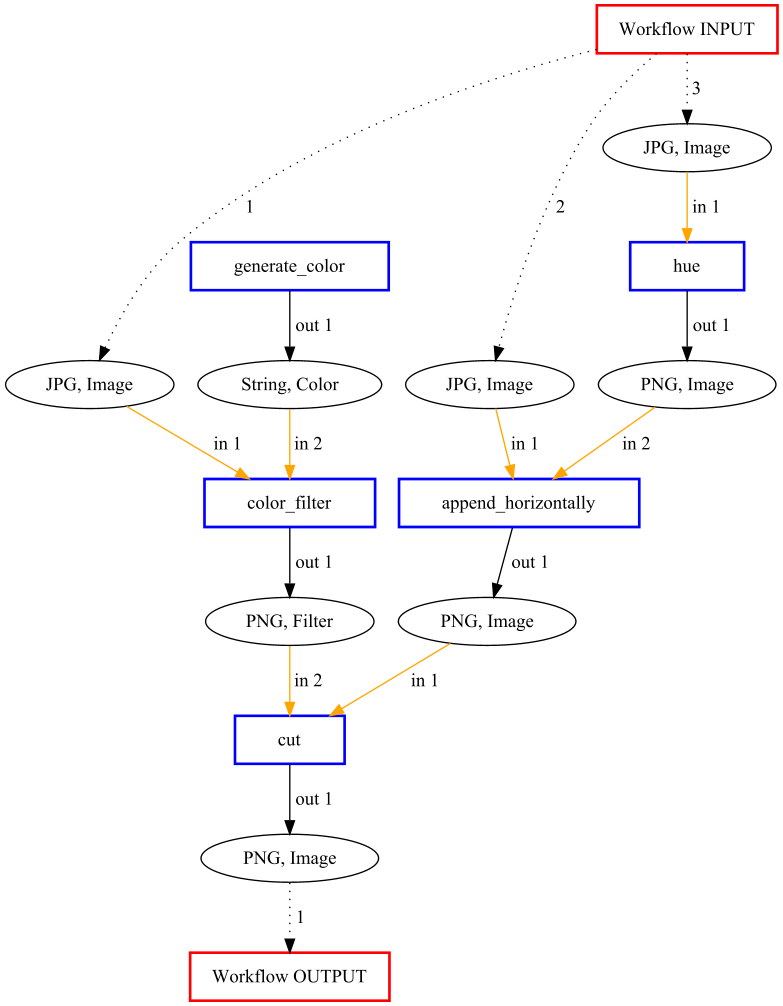 Workflow INPUT
3
JPG, Image
1
2
in 1
generate_color
hue
out 1
out 1
JPG, Image
String, Color
JPG, Image
PNG, Image
in 1
in 2
in 1
in 2
color_filter
append_horizontally
out 1
out 1
PNG, Filter
PNG, Image
in 2
in 1
cut
out 1
PNG, Image
1
Workflow OUTPUT